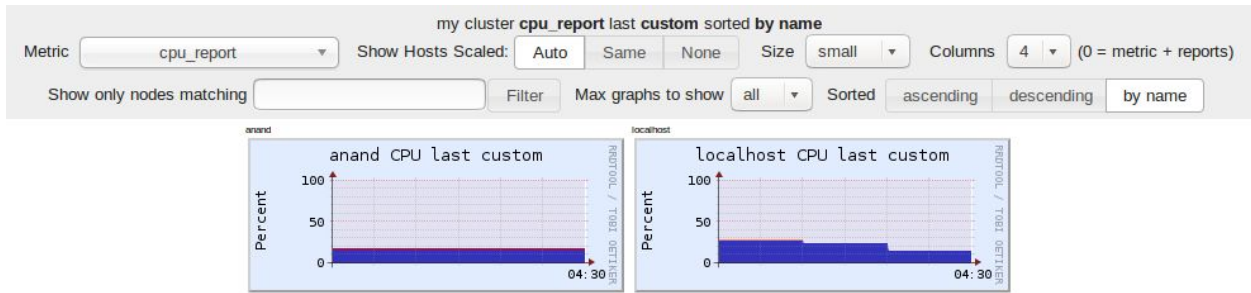 my cluster cpu_report last custom sorted by name
Metric cpu_report Show Hosts Scaled: Auto Same None Size small Columns 4 (0 = metric + reports)
Show only nodes matching Filter Max graphs to show all Sorted ascending descending by name
anand
anand CPU last custom
Percent
100
50
0
04:30
RRDTOOL / TOBI OETIKER
localhost
localhost CPU last custom
Percent
100
50
0
04:30
RRDTOOL / TOBI OETIKER